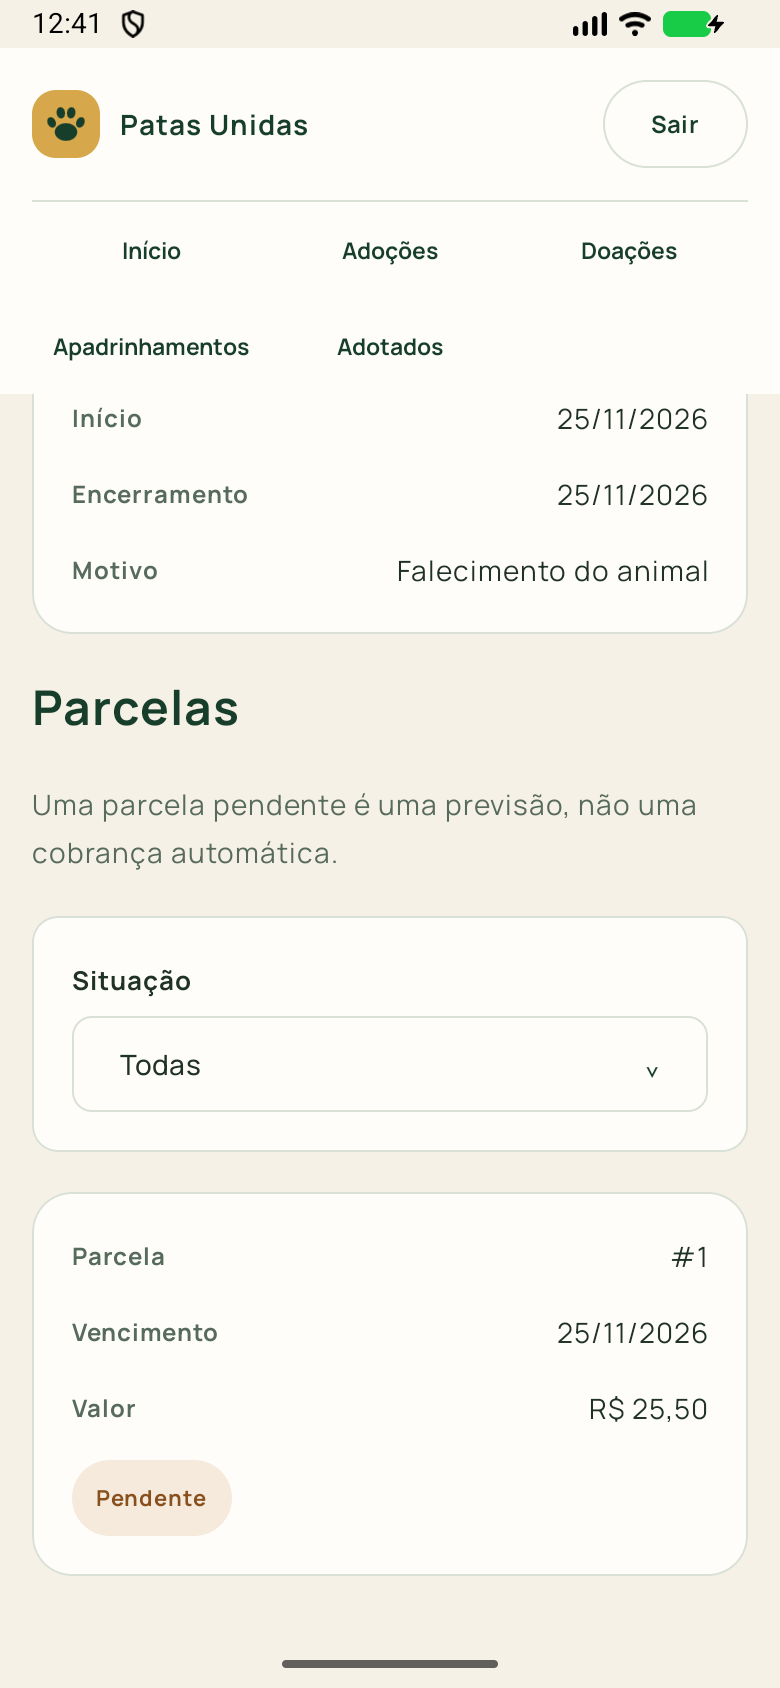 12:41
Patas Unidas
Sair
Início
Adoções
Doações
Apadrinhamentos
Adotados
Início 25/11/2026
Encerramento 25/11/2026
Motivo Falecimento do animal
Parcelas
Uma parcela pendente é uma previsão, não uma
cobrança automática.
Situação
Todas
Parcela #1
Vencimento 25/11/2026
Valor R$ 25,50
Pendente